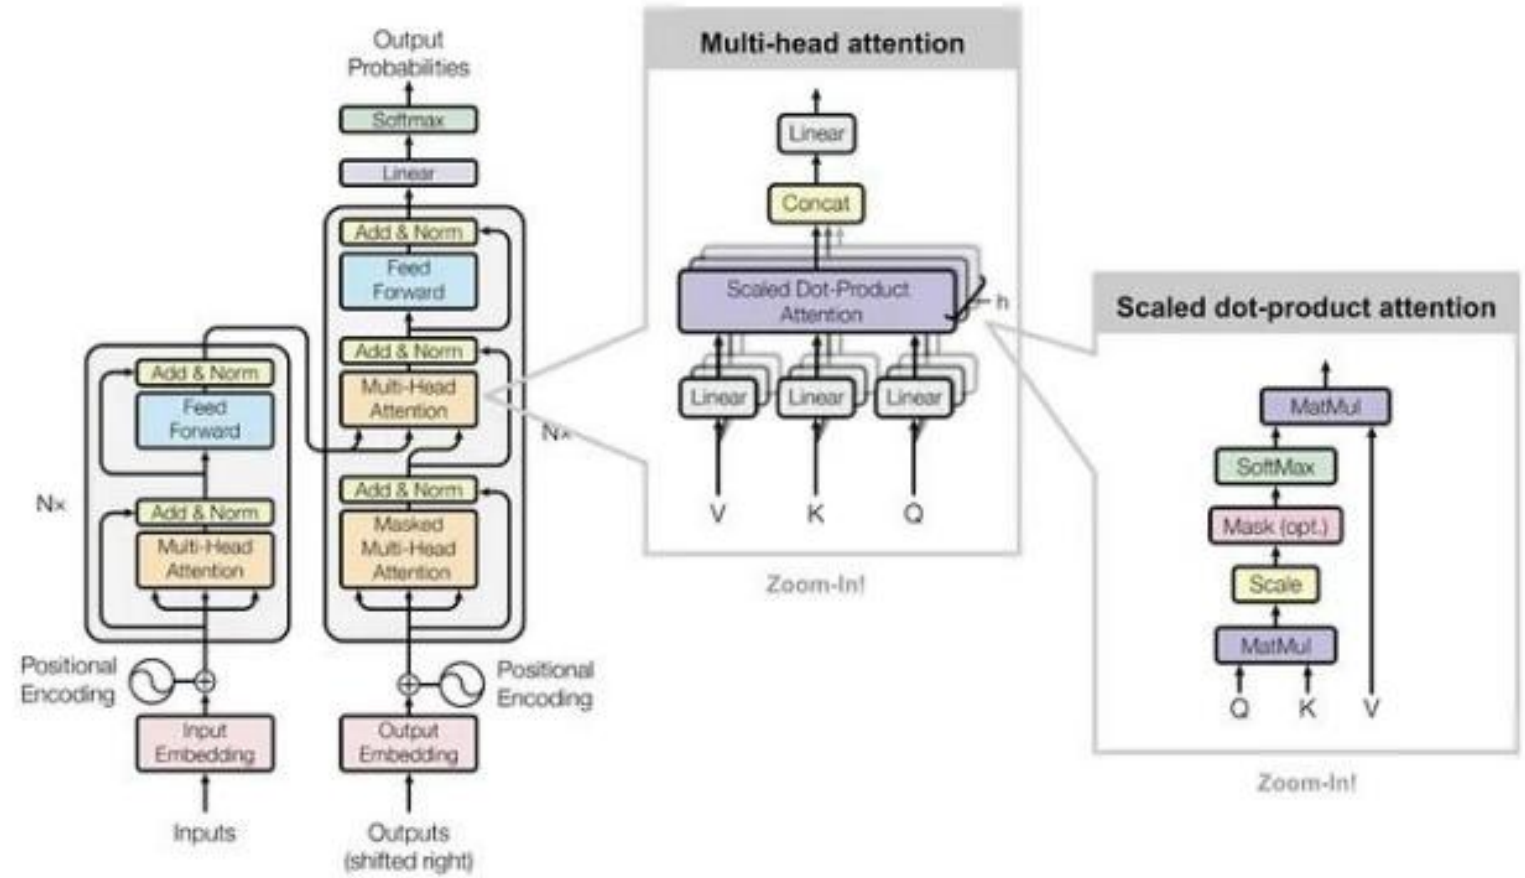 Output
Probabilities
Softmax
Linear
Add & Norm
Feed
Forward
Add & Norm
Multi-Head
Attention
Nx
Add & Norm
Masked
Multi-Head
Attention
Positional
Encoding
Output
Embedding
Outputs
(shifted right)
Add & Norm
Feed
Forward
Nx
Add & Norm
Multi-Head
Attention
Positional
Encoding
Input
Embedding
Inputs
Multi-head attention
Linear
Concat
Scaled Dot-Product
Attention
h
Linear
Linear
Linear
V
K
Q
Zoom-In!
Scaled dot-product attention
MatMul
SoftMax
Mask (opt.)
Scale
MatMul
Q
K
V
Zoom-In!